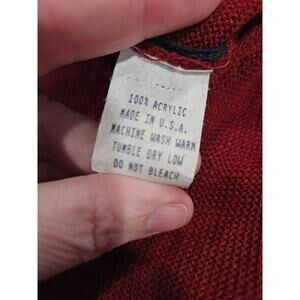 100% ACRYLIC
MADE IN U.S.A.
MACHINE WASH WARM
TUMBLE DRY LOW
DO NOT BLEACH